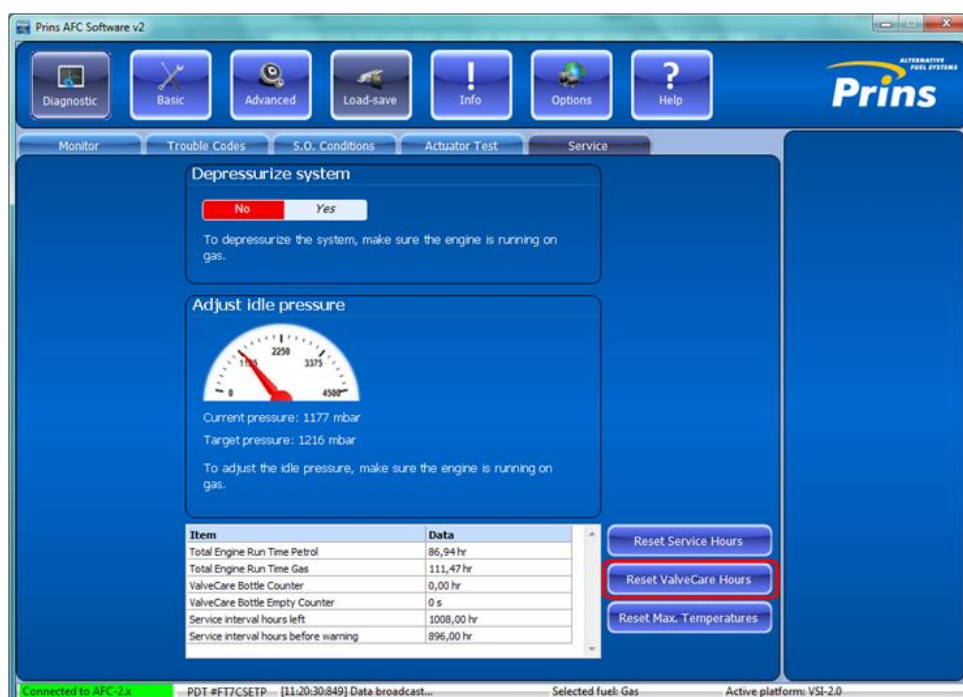 Prins AFC Software v2
Diagnostic Basic Advanced Load-save Info Options Help
ALTERNATIVE
FUEL SYSTEMS
Prins
Monitor Trouble Codes S.O. Conditions Actuator Test Service
Depressurize system
No Yes
To depressurize the system, make sure the engine is running on
gas.
Adjust idle pressure
0 1125 2250 3375 4500
Current pressure: 1177 mbar
Target pressure: 1216 mbar
To adjust the idle pressure, make sure the engine is running on
gas.
Item Data
Total Engine Run Time Petrol 86,94 hr
Total Engine Run Time Gas 111,47 hr
ValveCare Bottle Counter 0,00 hr
ValveCare Bottle Empty Counter 0 s
Service interval hours left 1008,00 hr
Service interval hours before warning 896,00 hr
Reset Service Hours
Reset ValveCare Hours
Reset Max. Temperatures
Connected to AFC-2.x PDT #FT7CSETP [11:20:30:849] Data broadcast... Selected fuel: Gas Active platform: VSI-2.0